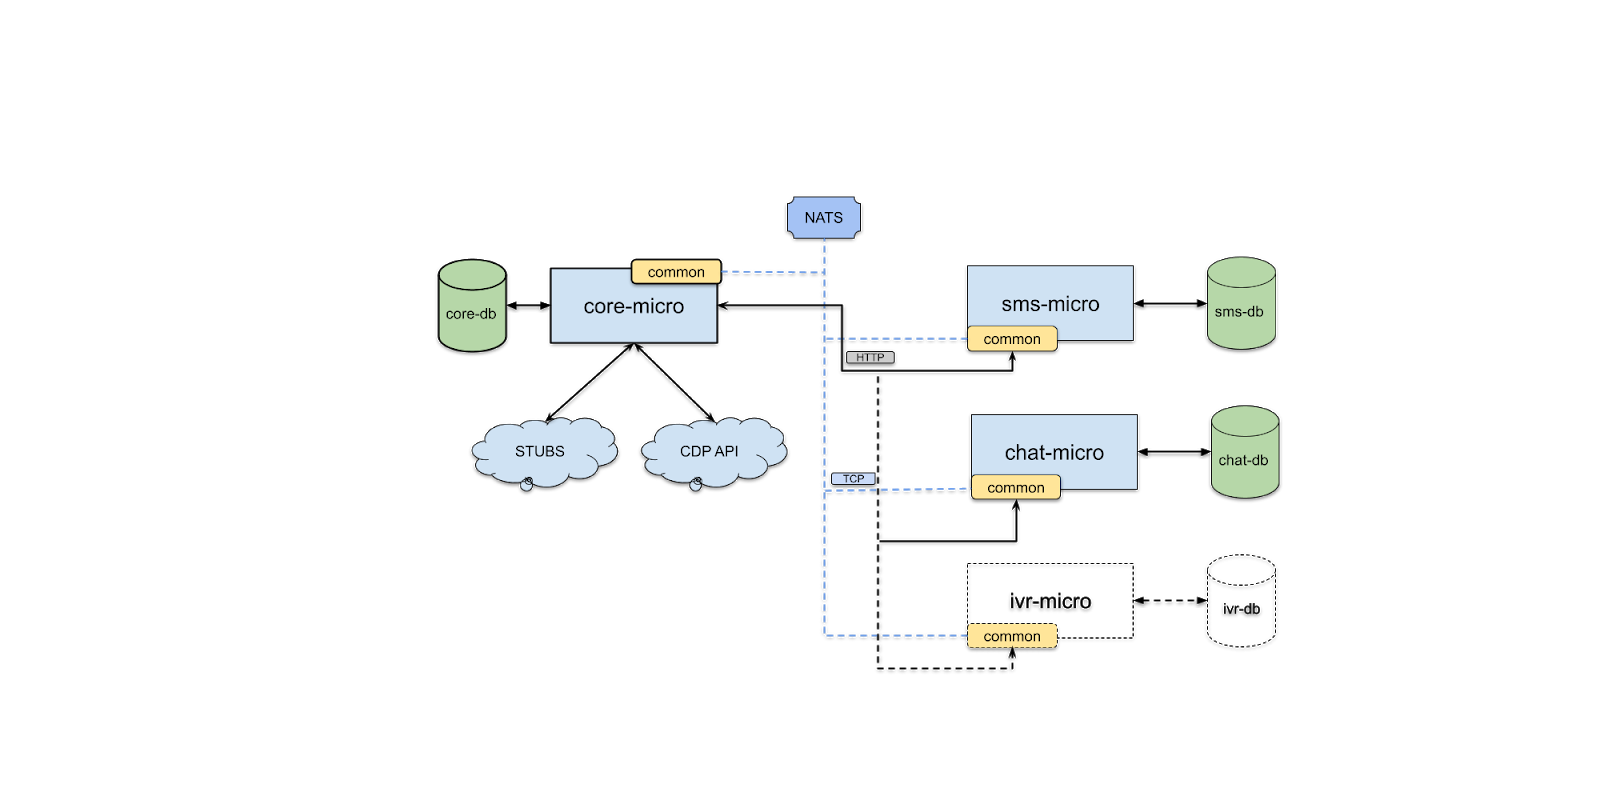 NATS
common
core-micro
core-db
sms-micro
common
sms-db
HTTP
STUBS
CDP API
chat-micro
common
chat-db
TCP
ivr-micro
common
ivr-db